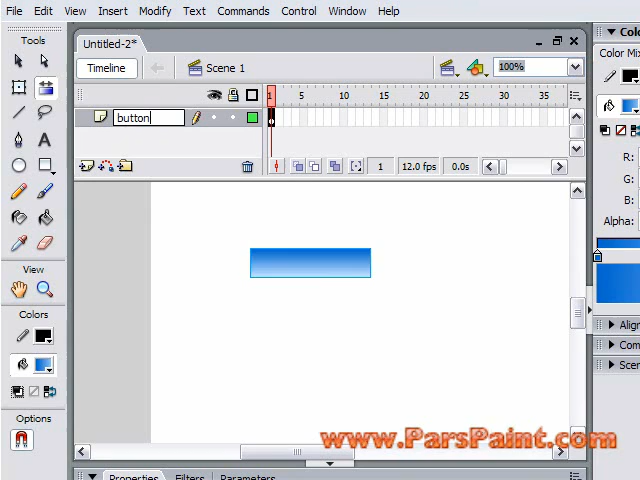 File Edit View Insert Modify Text Commands Control Window Help
Tools
Untitled-2*
Timeline
Scene 1
100%
1 5 10 15 20 25 30 35
button
1 12.0 fps 0.0s
A
View
Colors
Options
Colo
Color Mix
R:
G:
B:
Alpha:
Align
Com
Scen
www.ParsPaint.com
Properties Filters Parameters